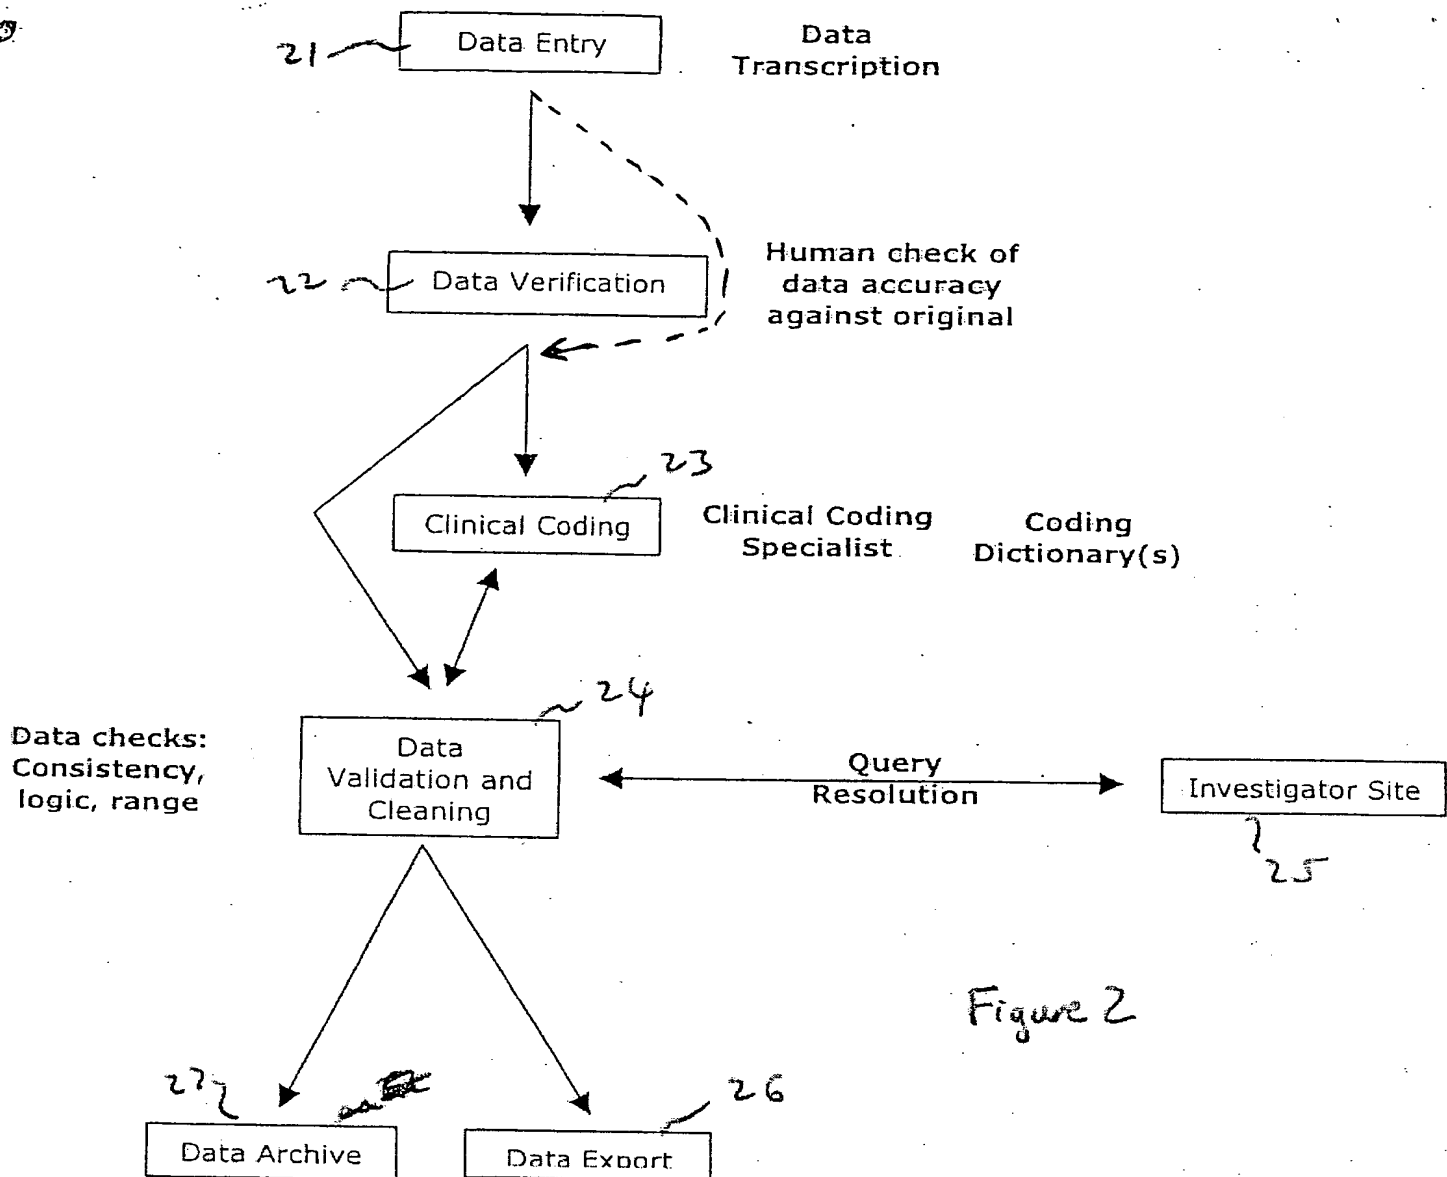 21
Data Entry
Data
Transcription
22
Data Verification
Human check of
data accuracy
against original
23
Clinical Coding
Clinical Coding
Specialist
Coding
Dictionary(s)
24
Data checks:
Consistency,
logic, range
Data
Validation and
Cleaning
Query
Resolution
Investigator Site
25
Figure 2
27
26
Data Archive
Data Export